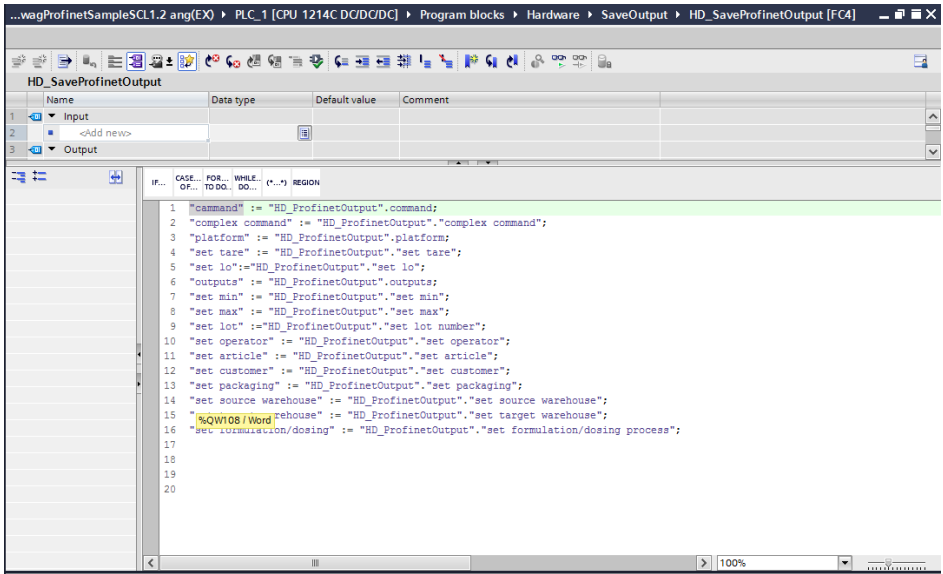 ...wagProfinetSampleSCL1.2 ang(EX) ▸ PLC_1 [CPU 1214C DC/DC/DC] ▸ Program blocks ▸ Hardware ▸ SaveOutput ▸ HD_SaveProfinetOutput [FC4]
HD_SaveProfinetOutput
Name Data type Default value Comment
1 Input
2 <Add new>
3 Output
IF... CASE... OF... FOR... TO DO... WHILE... DO... (*...*) REGION
1 "cammand" := "HD_ProfinetOutput".command;
2 "complex command" := "HD_ProfinetOutput"."complex command";
3 "platform" := "HD_ProfinetOutput".platform;
4 "set tare" := "HD_ProfinetOutput"."set tare";
5 "set lo":="HD_ProfinetOutput"."set lo";
6 "outputs" := "HD_ProfinetOutput".outputs;
7 "set min" := "HD_ProfinetOutput"."set min";
8 "set max" := "HD_ProfinetOutput"."set max";
9 "set lot" :="HD_ProfinetOutput"."set lot number";
10 "set operator" := "HD_ProfinetOutput"."set operator";
11 "set article" := "HD_ProfinetOutput"."set article";
12 "set customer" := "HD_ProfinetOutput"."set customer";
13 "set packaging" := "HD_ProfinetOutput"."set packaging";
14 "set source warehouse" := "HD_ProfinetOutput"."set source warehouse";
15 rehouse" := "HD_ProfinetOutput"."set target warehouse";
%QW108 / Word
16 "set formulation/dosing" := "HD_ProfinetOutput"."set formulation/dosing process";
17
18
19
20
100%